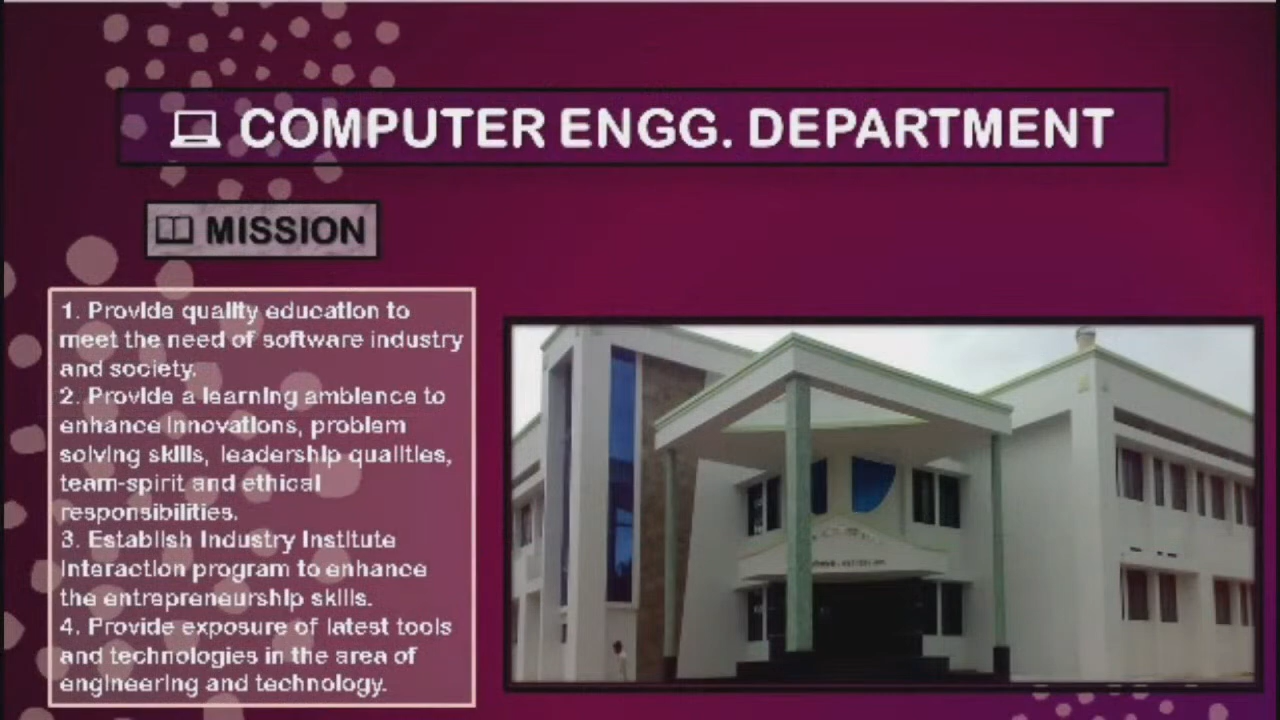 COMPUTER ENGG. DEPARTMENT
MISSION
1. Provide quality education to
meet the need of software industry
and society.
2. Provide a learning ambience to
enhance innovations, problem
solving skills, leadership qualities,
team-spirit and ethical
responsibilities.
3. Establish Industry Institute
Interaction program to enhance
the entrepreneurship skills.
4. Provide exposure of latest tools
and technologies in the area of
engineering and technology.